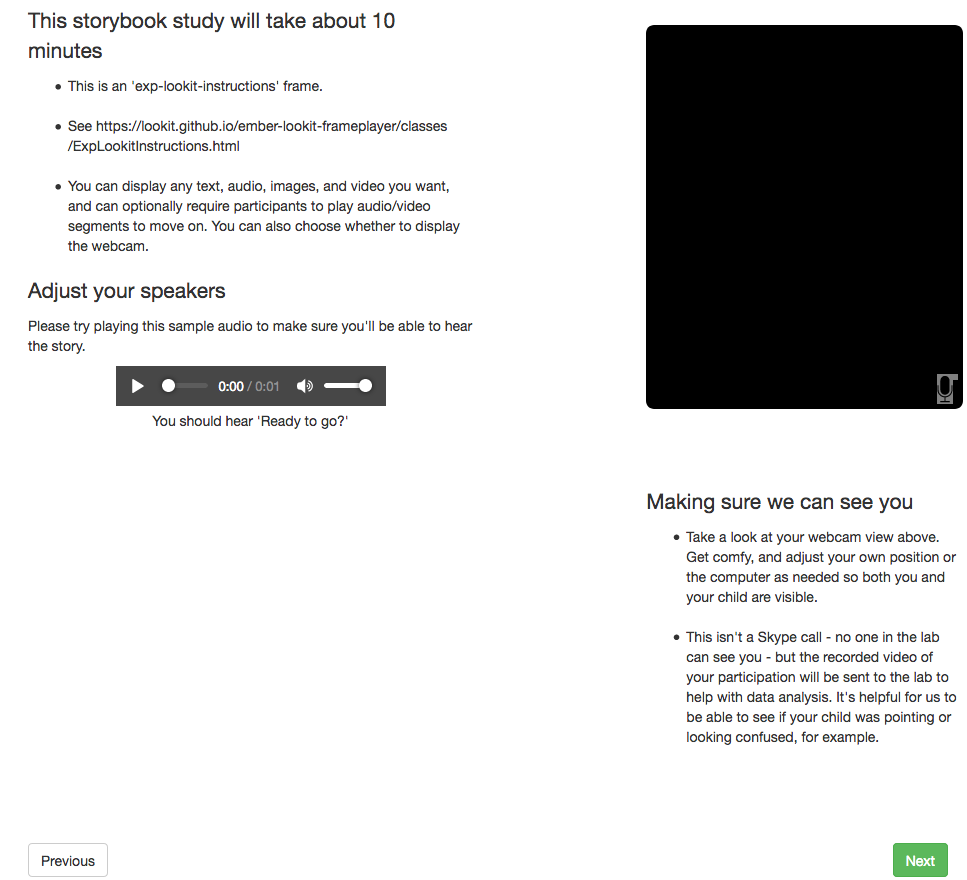 This storybook study will take about 10
minutes
• This is an 'exp-lookit-instructions' frame.
• See https://lookit.github.io/ember-lookit-frameplayer/classes
/ExpLookitInstructions.html
• You can display any text, audio, images, and video you want,
and can optionally require participants to play audio/video
segments to move on. You can also choose whether to display
the webcam.
Adjust your speakers
Please try playing this sample audio to make sure you'll be able to hear
the story.
0:00 / 0:01
You should hear 'Ready to go?'
Making sure we can see you
• Take a look at your webcam view above.
Get comfy, and adjust your own position or
the computer as needed so both you and
your child are visible.
• This isn't a Skype call - no one in the lab
can see you - but the recorded video of
your participation will be sent to the lab to
help with data analysis. It's helpful for us to
be able to see if your child was pointing or
looking confused, for example.
Previous
Next